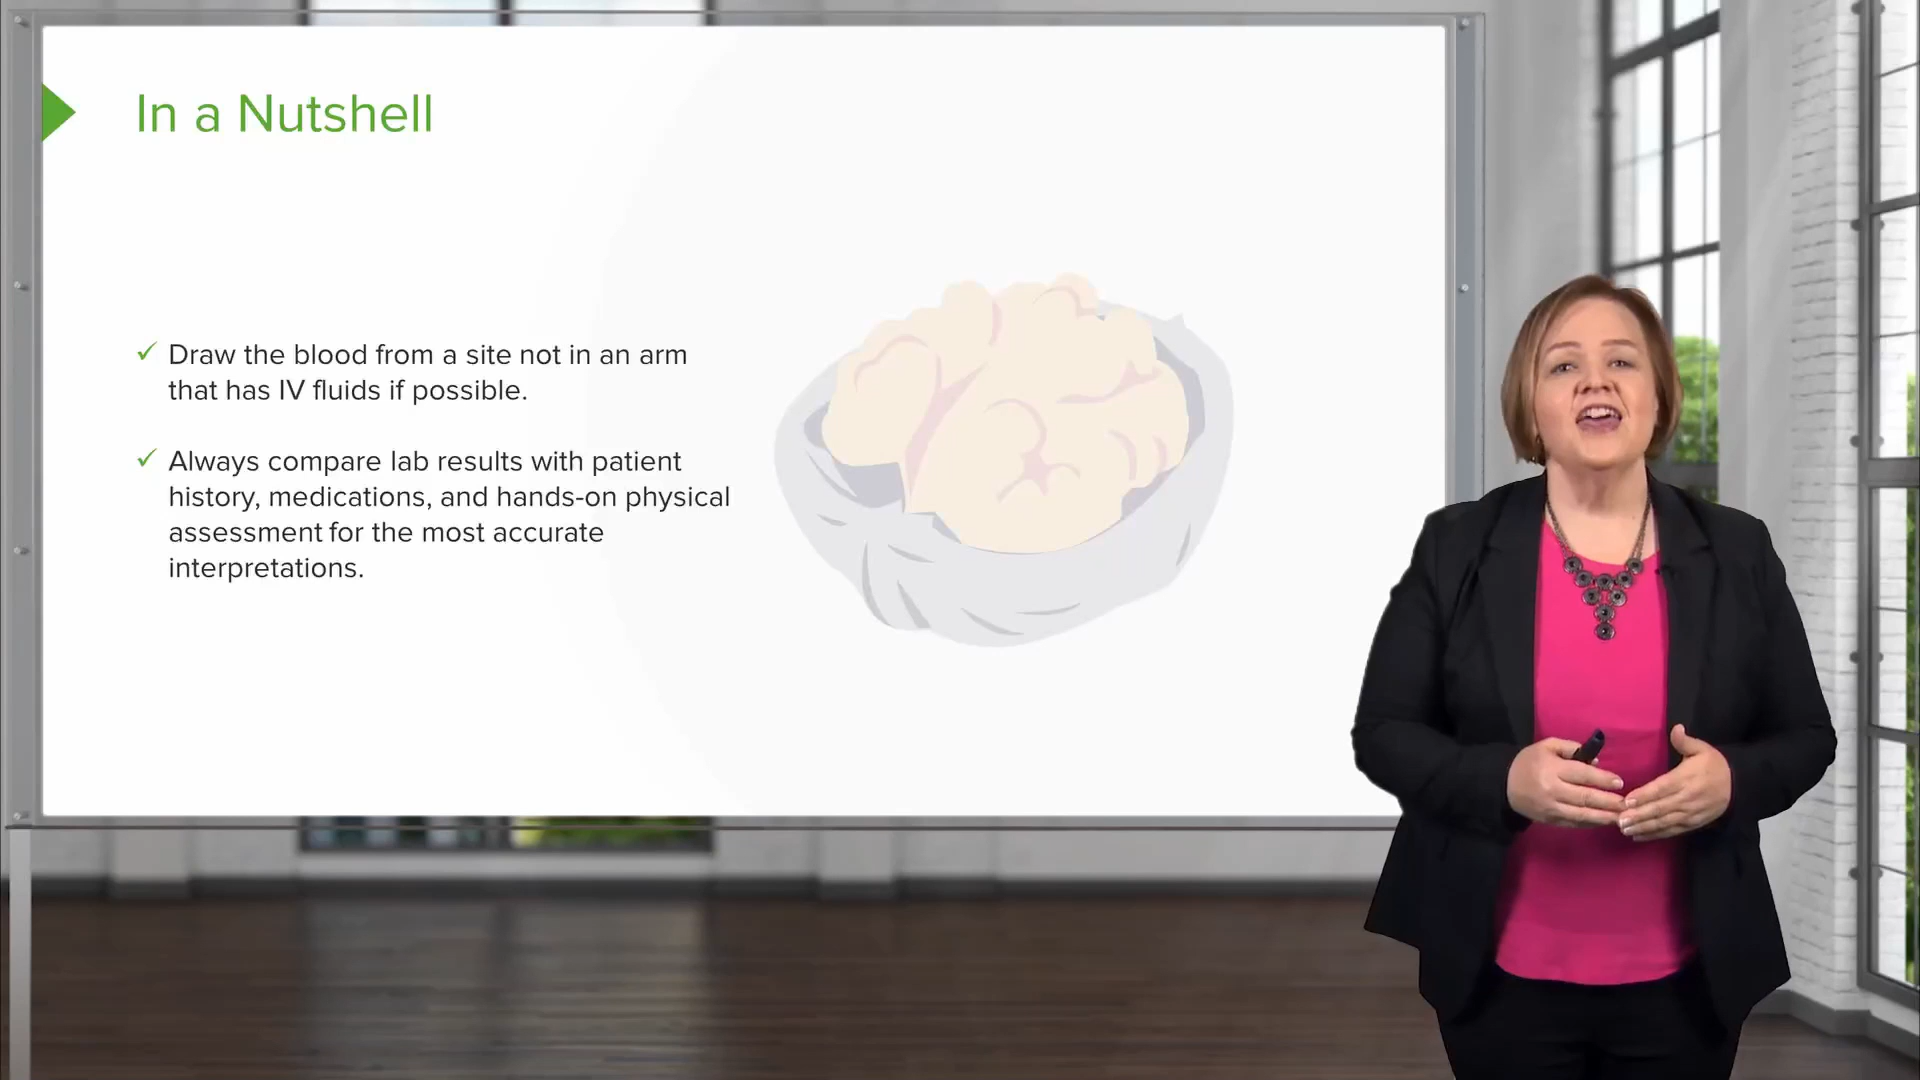 In a Nutshell
✓ Draw the blood from a site not in an arm
that has IV fluids if possible.
✓ Always compare lab results with patient
history, medications, and hands-on physical
assessment for the most accurate
interpretations.